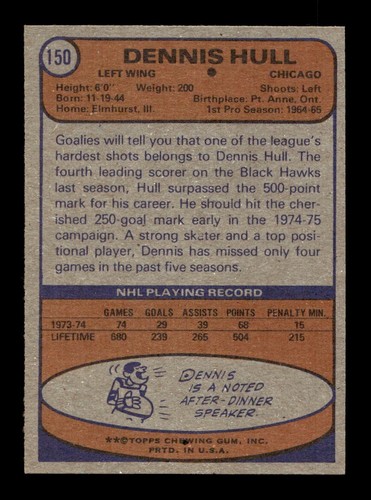 150 DENNIS HULL
LEFT WING CHICAGO
Height: 6'0" Weight: 200 Shoots: Left
Born: 11-19-44 Birthplace: Pt. Anne, Ont.
Home: Elmhurst, Ill. 1st Pro Season: 1964-65
Goalies will tell you that one of the league's
hardest shots belongs to Dennis Hull. The
fourth leading scorer on the Black Hawks
last season, Hull surpassed the 500-point
mark for his career. He should hit the cher-
ished 250-goal mark early in the 1974-75
campaign. A strong skater and a top posi-
tional player, Dennis has missed only four
games in the past five seasons.
NHL PLAYING RECORD
GAMES GOALS ASSISTS POINTS PENALTY MIN.
1973-74 74 29 39 68 15
LIFETIME 680 239 265 504 215
DENNIS
IS A NOTED
AFTER-DINNER
SPEAKER.
**©TOPPS CHEWING GUM, INC.
PRTD. IN U.S.A.